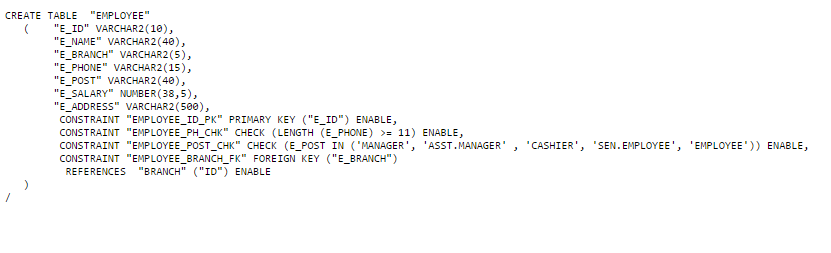 CREATE TABLE  "EMPLOYEE"
   (    "E_ID" VARCHAR2(10),
        "E_NAME" VARCHAR2(40),
        "E_BRANCH" VARCHAR2(5),
        "E_PHONE" VARCHAR2(15),
        "E_POST" VARCHAR2(40),
        "E_SALARY" NUMBER(38,5),
        "E_ADDRESS" VARCHAR2(500),
         CONSTRAINT "EMPLOYEE_ID_PK" PRIMARY KEY ("E_ID") ENABLE,
         CONSTRAINT "EMPLOYEE_PH_CHK" CHECK (LENGTH (E_PHONE) >= 11) ENABLE,
         CONSTRAINT "EMPLOYEE_POST_CHK" CHECK (E_POST IN ('MANAGER', 'ASST.MANAGER' , 'CASHIER', 'SEN.EMPLOYEE', 'EMPLOYEE')) ENABLE,
         CONSTRAINT "EMPLOYEE_BRANCH_FK" FOREIGN KEY ("E_BRANCH")
          REFERENCES  "BRANCH" ("ID") ENABLE
   )
/